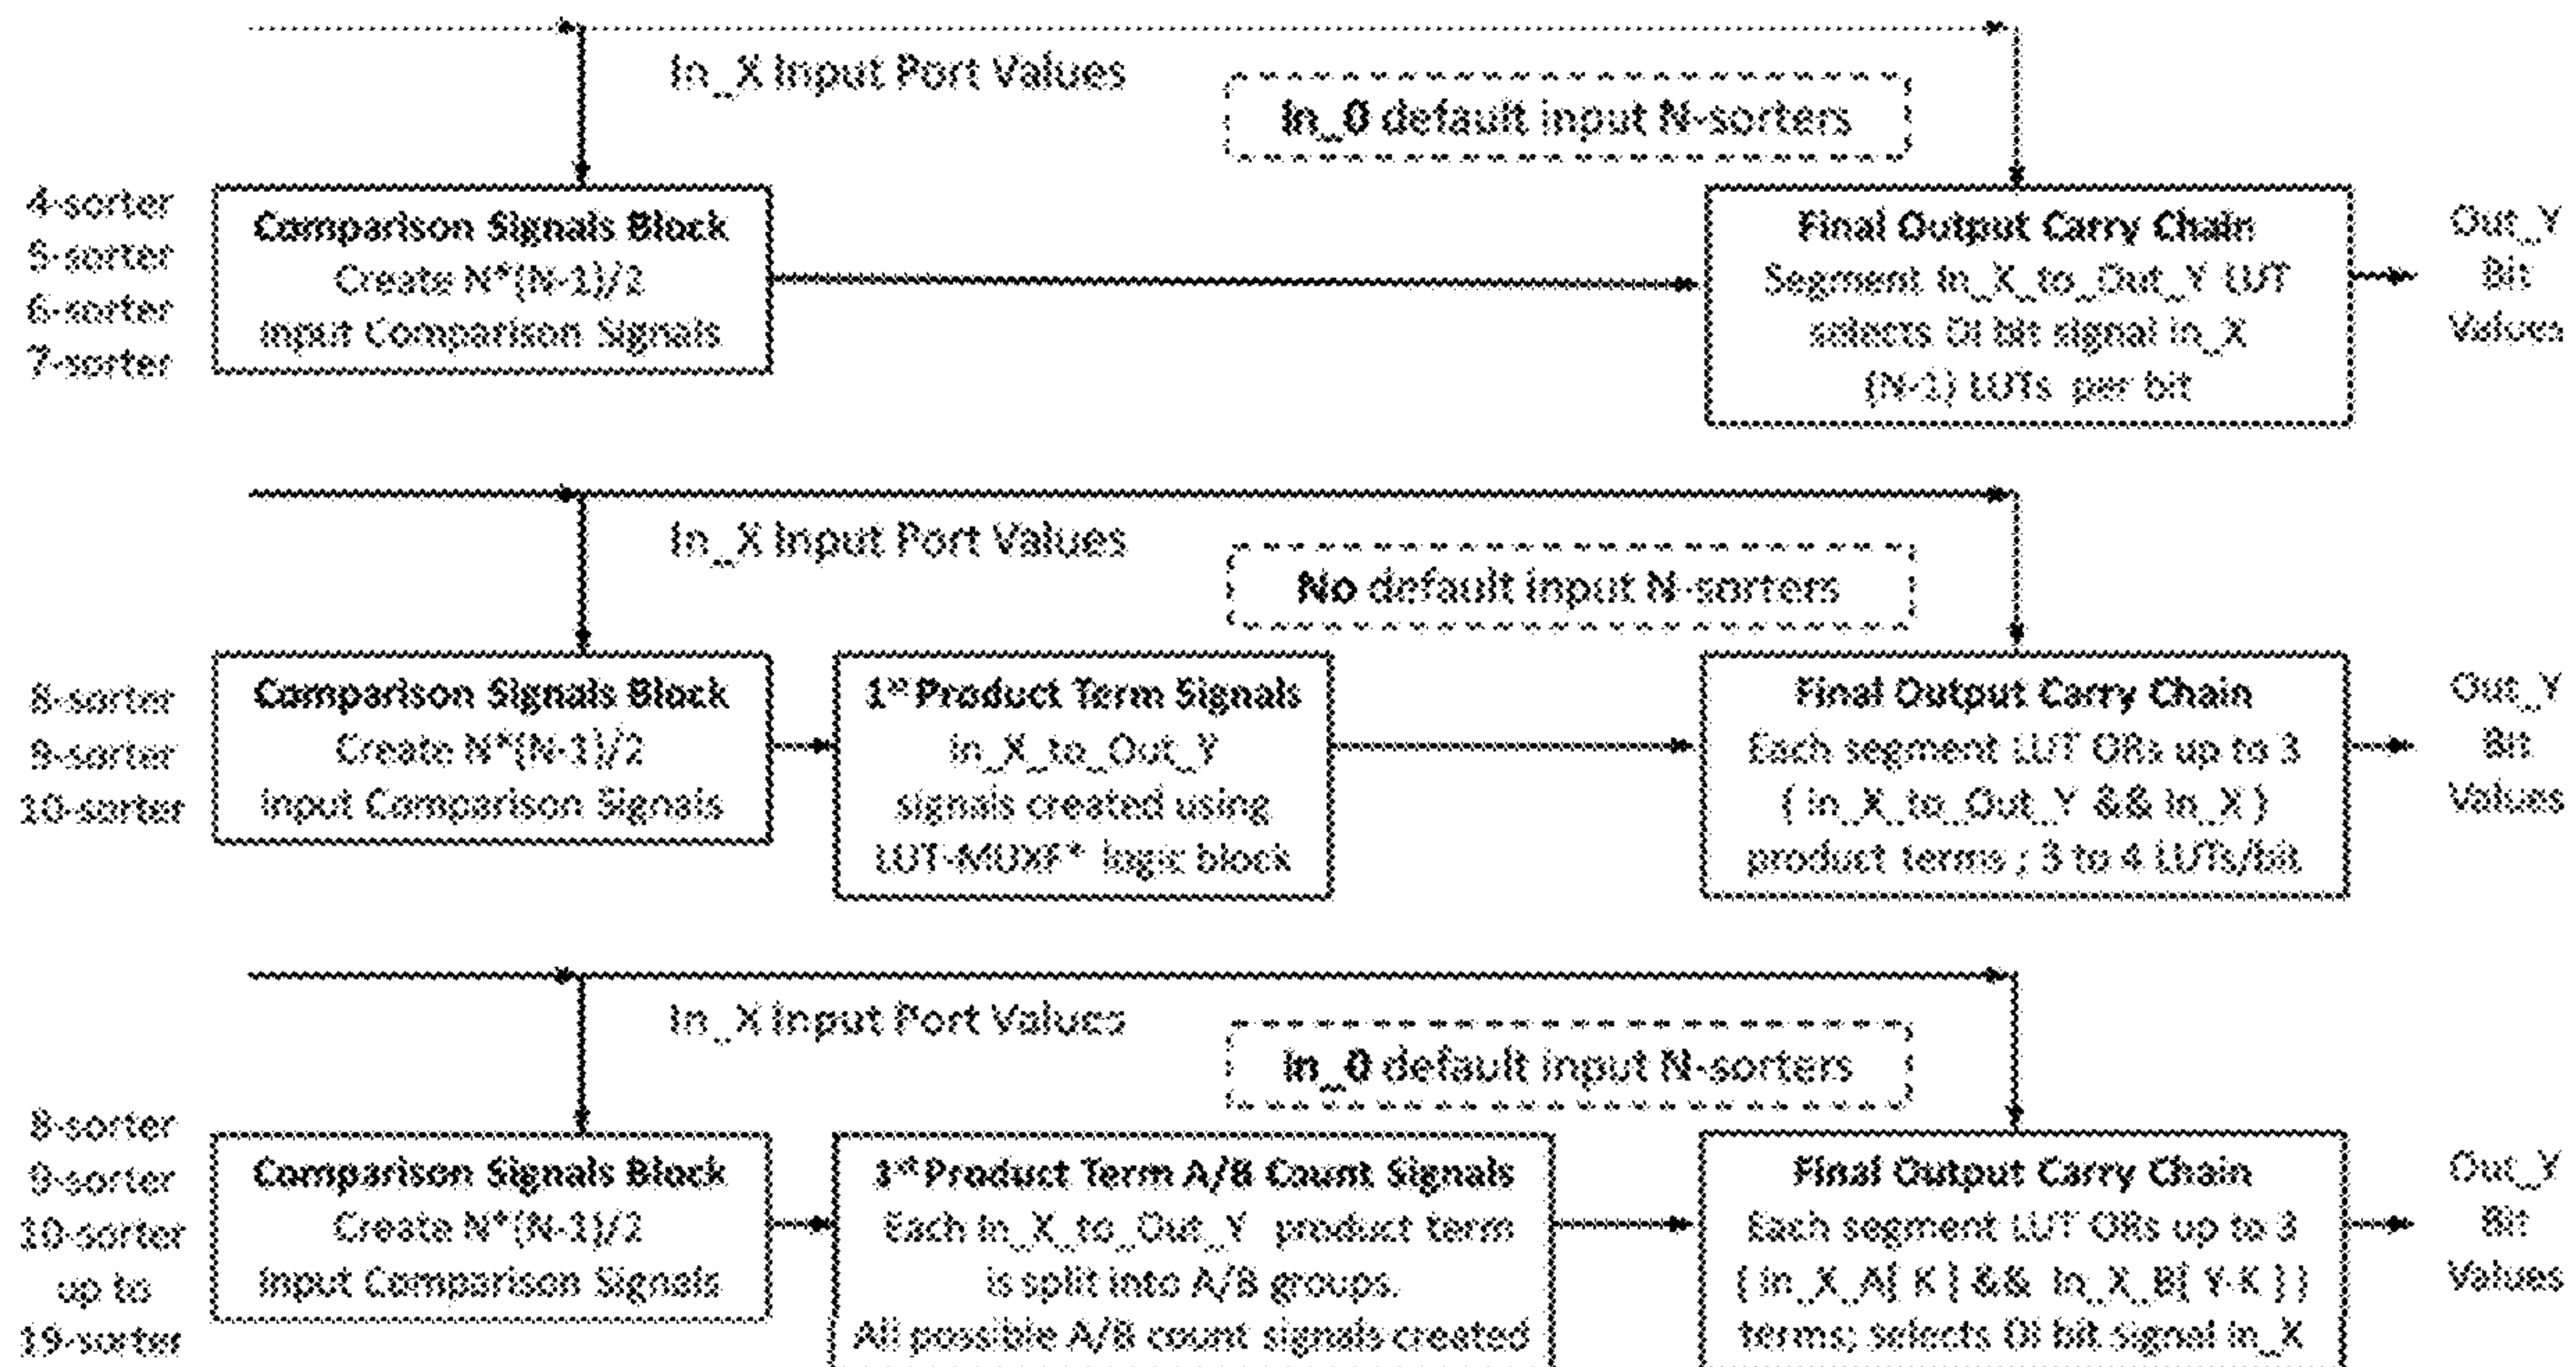 In_X Input Port Values
In_0 default input N-sorters
4-sorter
5-sorter
6-sorter
7-sorter
Comparison Signals Block
Create N*(N-1)/2
Input Comparison Signals
Final Output Carry Chain
Segment In_X_to_Out_Y LUT
selects DI bit signal In_X
(N-1) LUTs per bit
Out_Y
Bit
Values
In_X Input Port Values
No default input N-sorters
8-sorter
9-sorter
10-sorter
Comparison Signals Block
Create N*(N-1)/2
Input Comparison Signals
1st Product Term Signals
In_X_to_Out_Y
signals created using
LUT-MUXF* logic block
Final Output Carry Chain
Each segment LUT ORs up to 3
( In_X_to_Out_Y && In_X )
product terms ; 3 to 4 LUTs/bit
Out_Y
Bit
Values
In_X Input Port Values
In_0 default input N-sorters
8-sorter
9-sorter
10-sorter
up to
19-sorter
Comparison Signals Block
Create N*(N-1)/2
Input Comparison Signals
1st Product Term A/B Count Signals
Each In_X_to_Out_Y product term
is split into A/B groups.
All possible A/B count signals created
Final Output Carry Chain
Each segment LUT ORs up to 3
( In_X_A[ K ] && In_X_B[ Y-K ] )
terms; selects DI bit signal In_X
Out_Y
Bit
Values